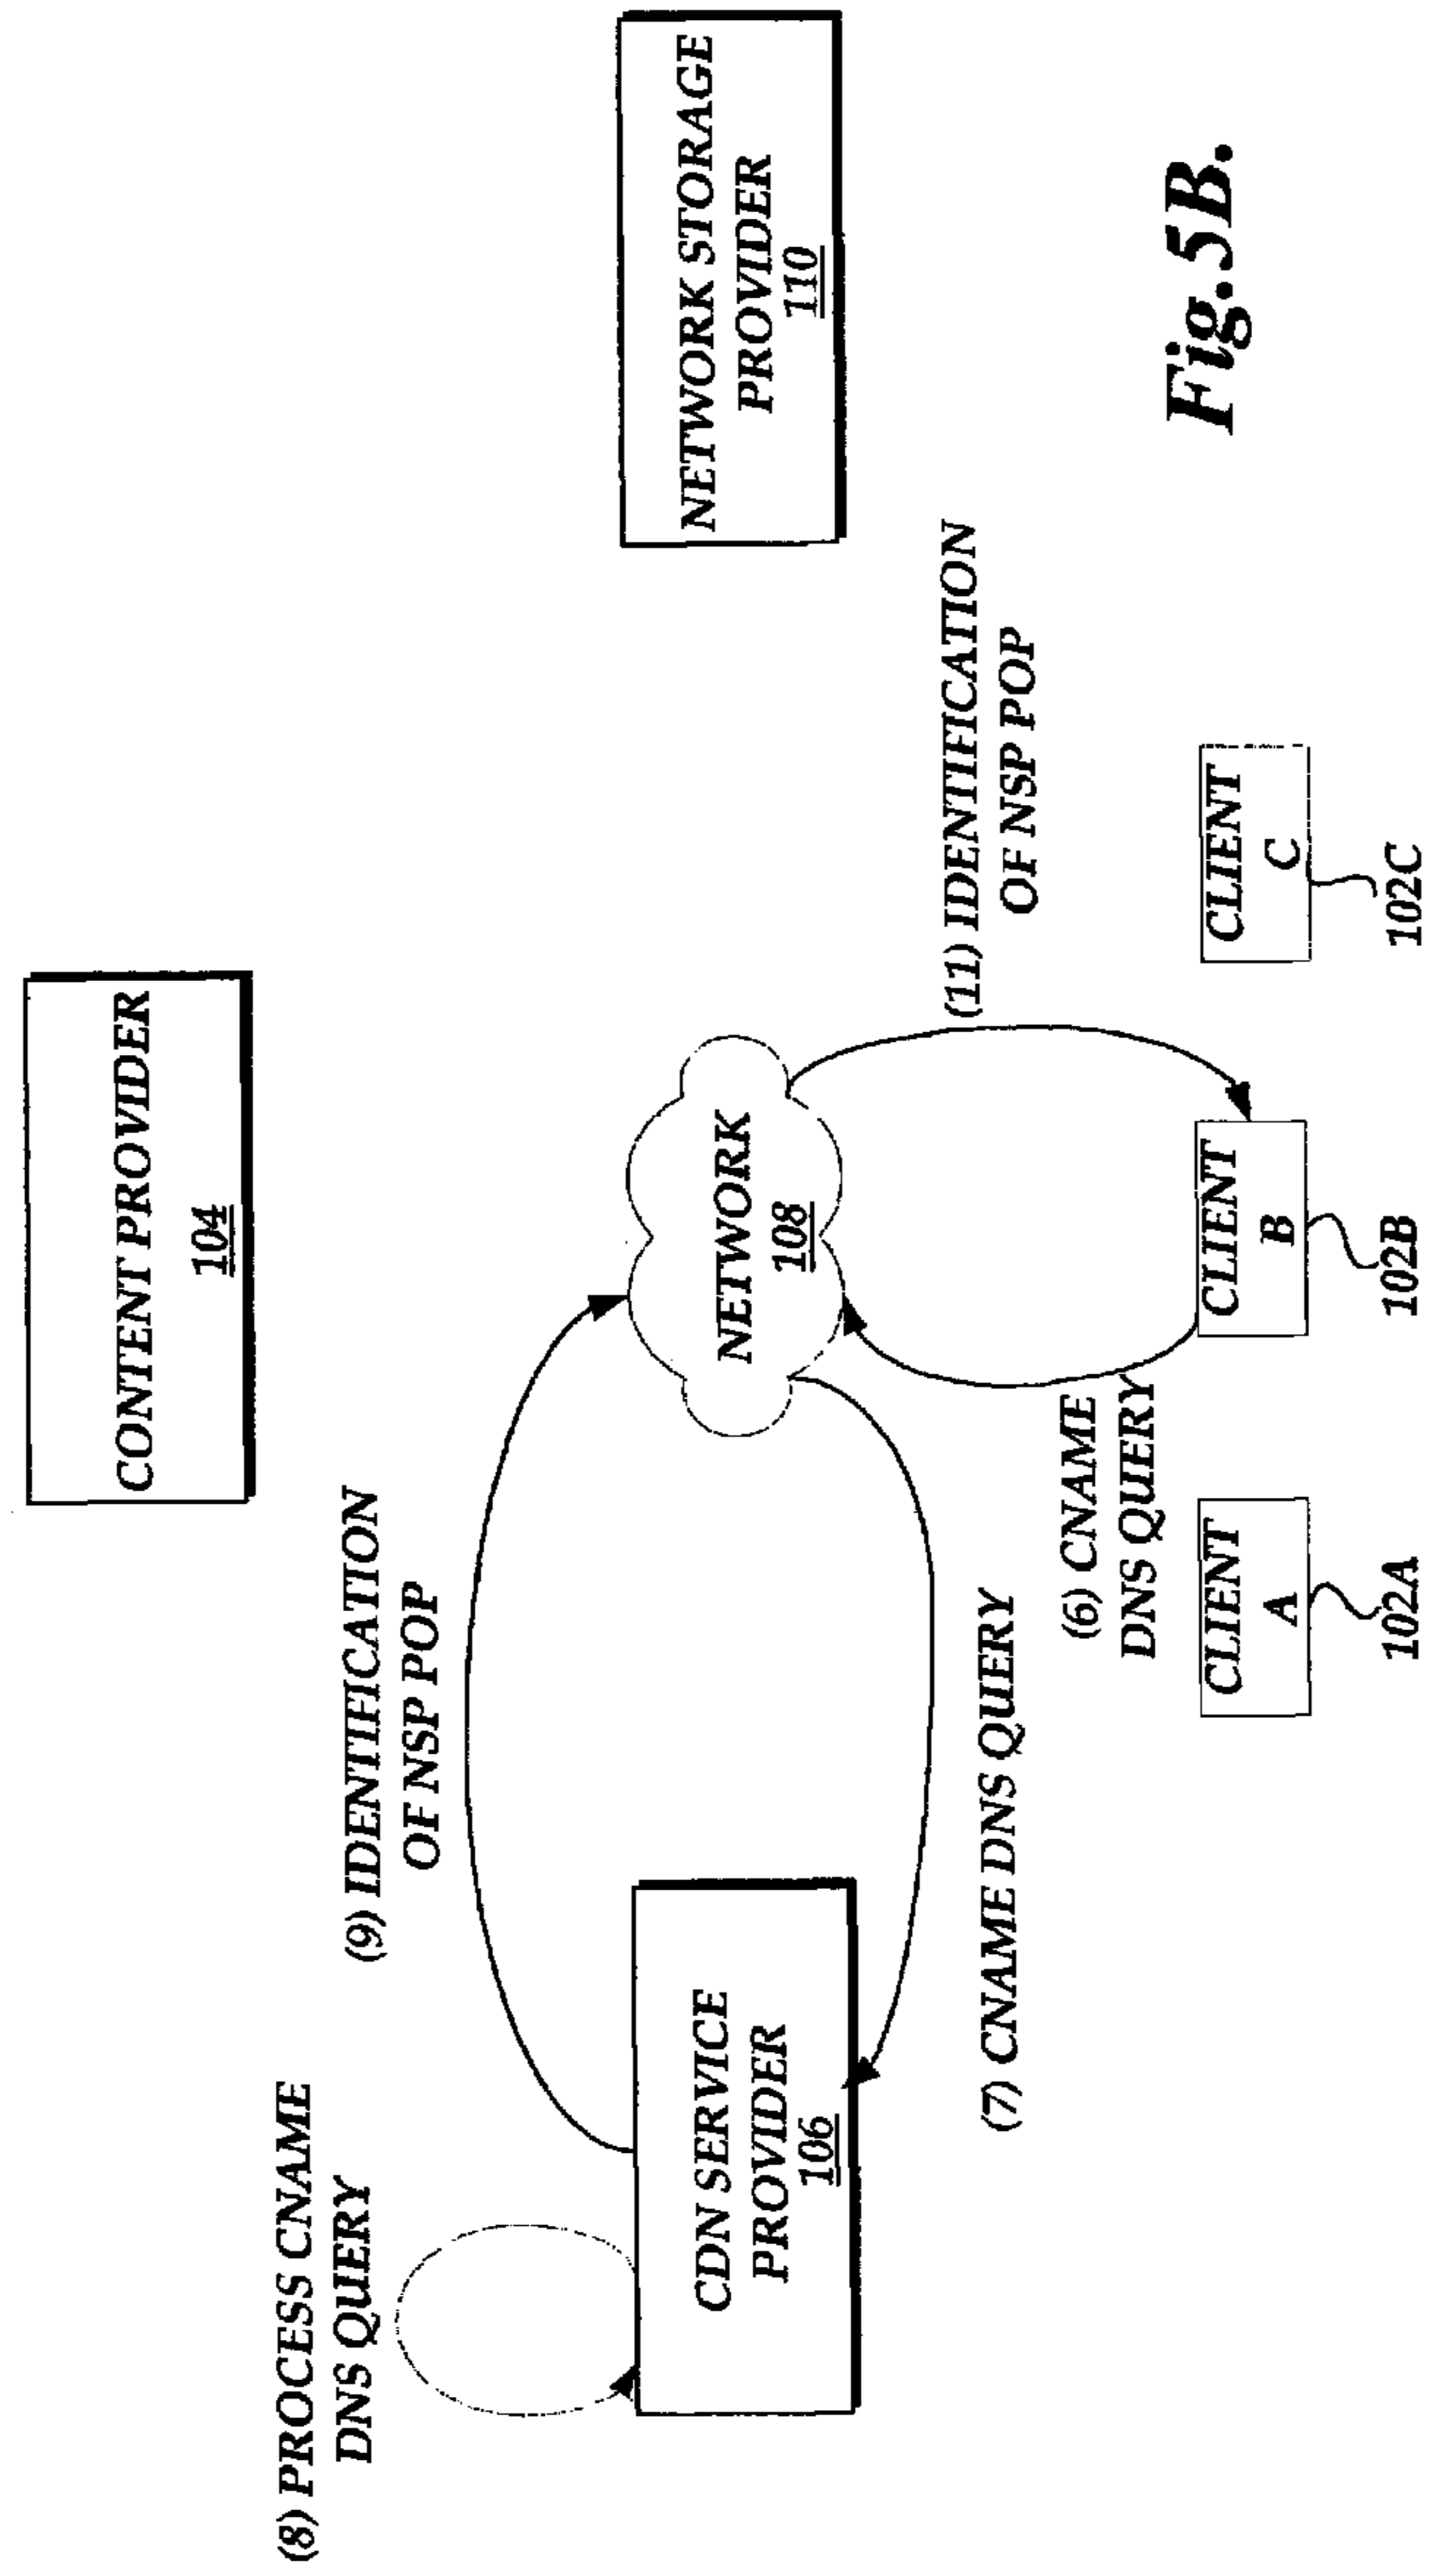 CONTENT PROVIDER
104
(8) PROCESS CNAME
DNS QUERY
(9) IDENTIFICATION
OF NSP POP
CDN SERVICE
PROVIDER
106
NETWORK
108
NETWORK STORAGE
PROVIDER
110
(7) CNAME DNS QUERY
(6) CNAME
DNS QUERY
(11) IDENTIFICATION
OF NSP POP
CLIENT
A
102A
CLIENT
B
102B
CLIENT
C
102C
Fig.5B.